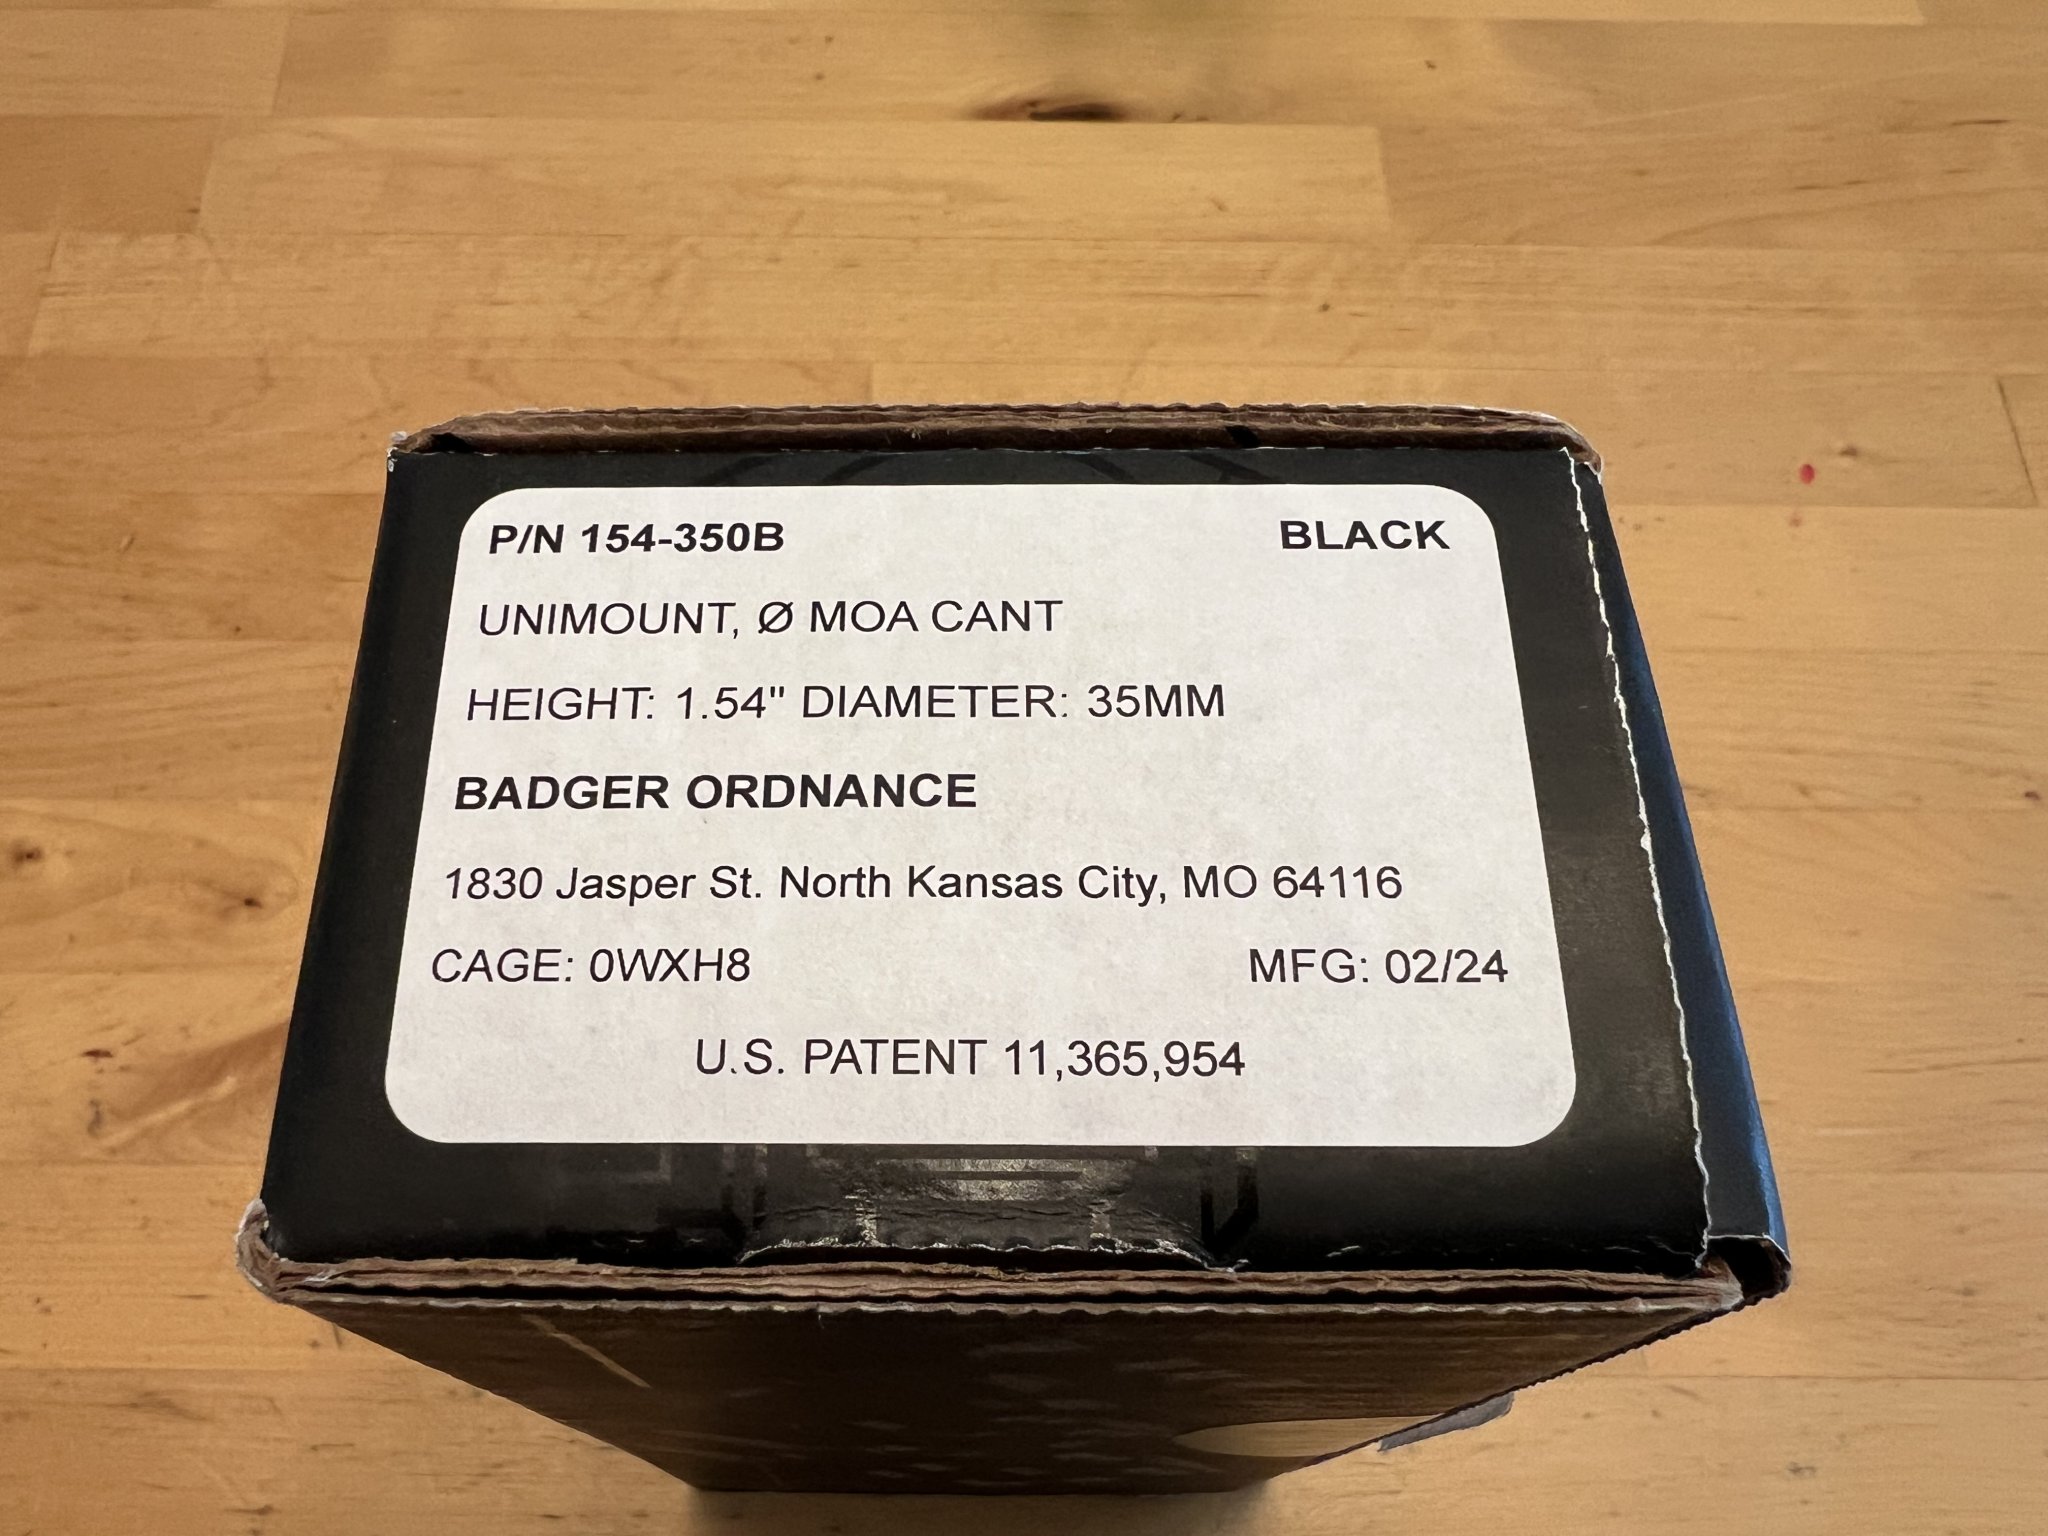 P/N 154-350B BLACK
UNIMOUNT, Ø MOA CANT
HEIGHT: 1.54" DIAMETER: 35MM
BADGER ORDNANCE
1830 Jasper St. North Kansas City, MO 64116
CAGE: 0WXH8 MFG: 02/24
U.S. PATENT 11,365,954